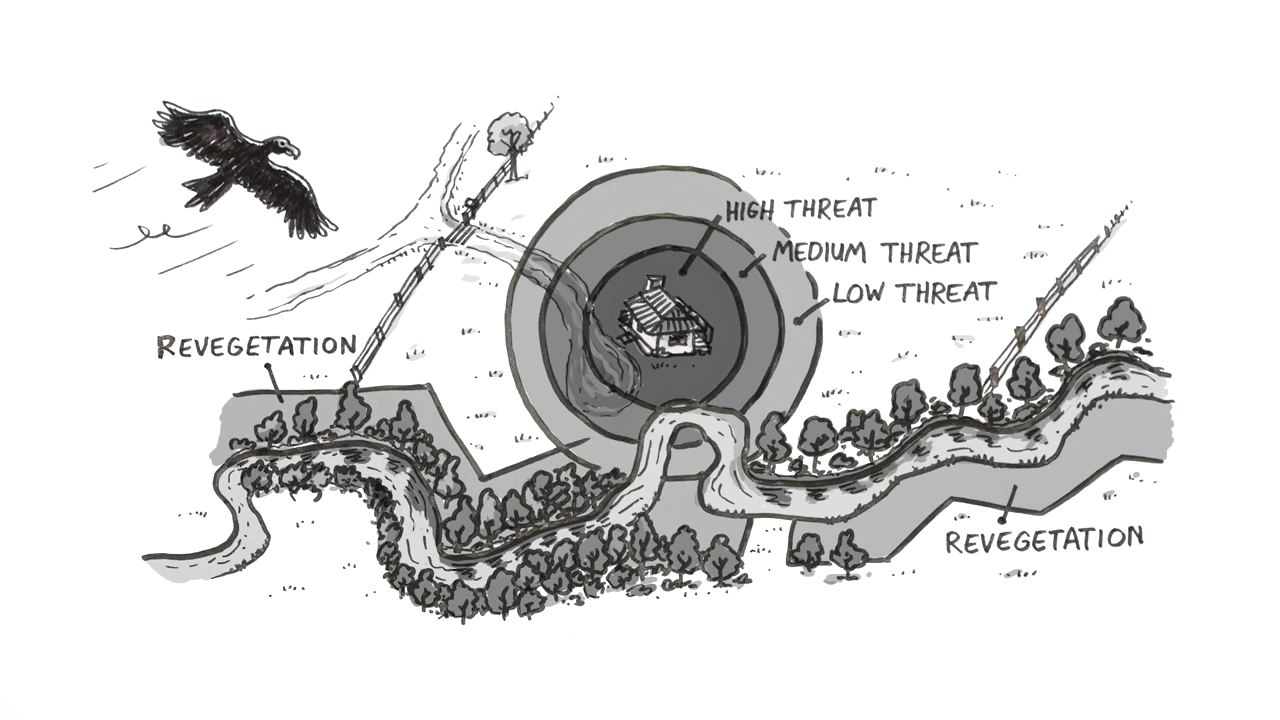 HIGH THREAT
MEDIUM THREAT
LOW THREAT
REVEGETATION
REVEGETATION